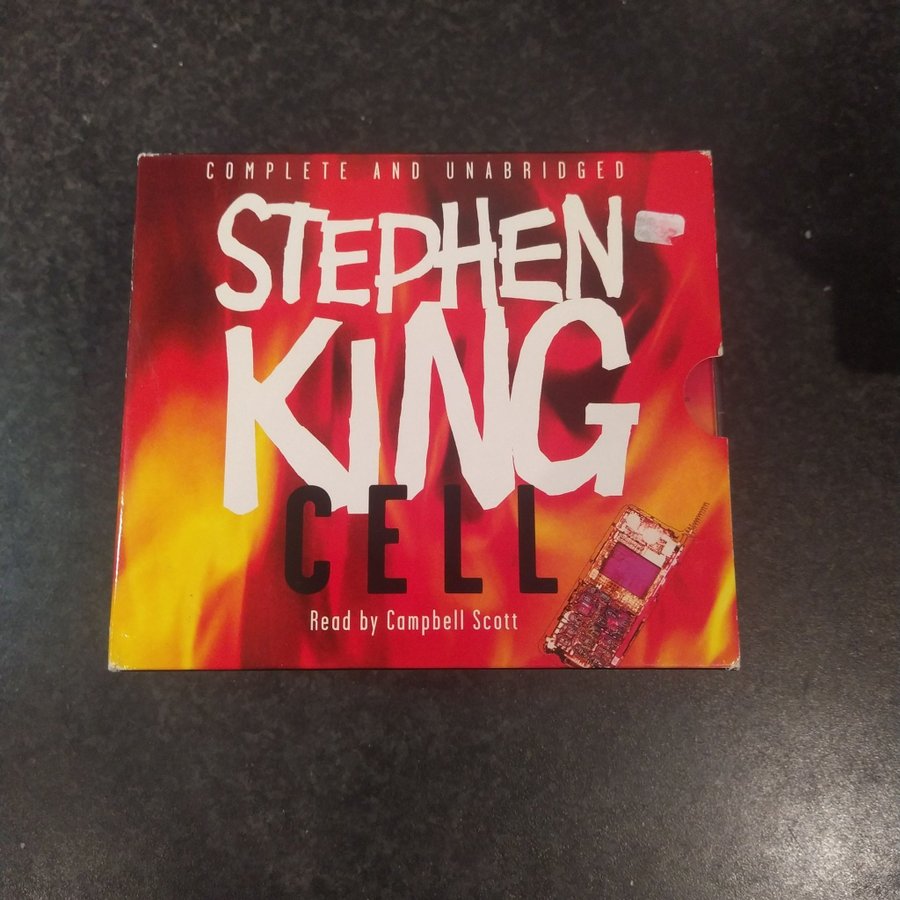 COMPLETE AND UNABRIDGED
STEPHEN
KING
CELL
Read by Campbell Scott